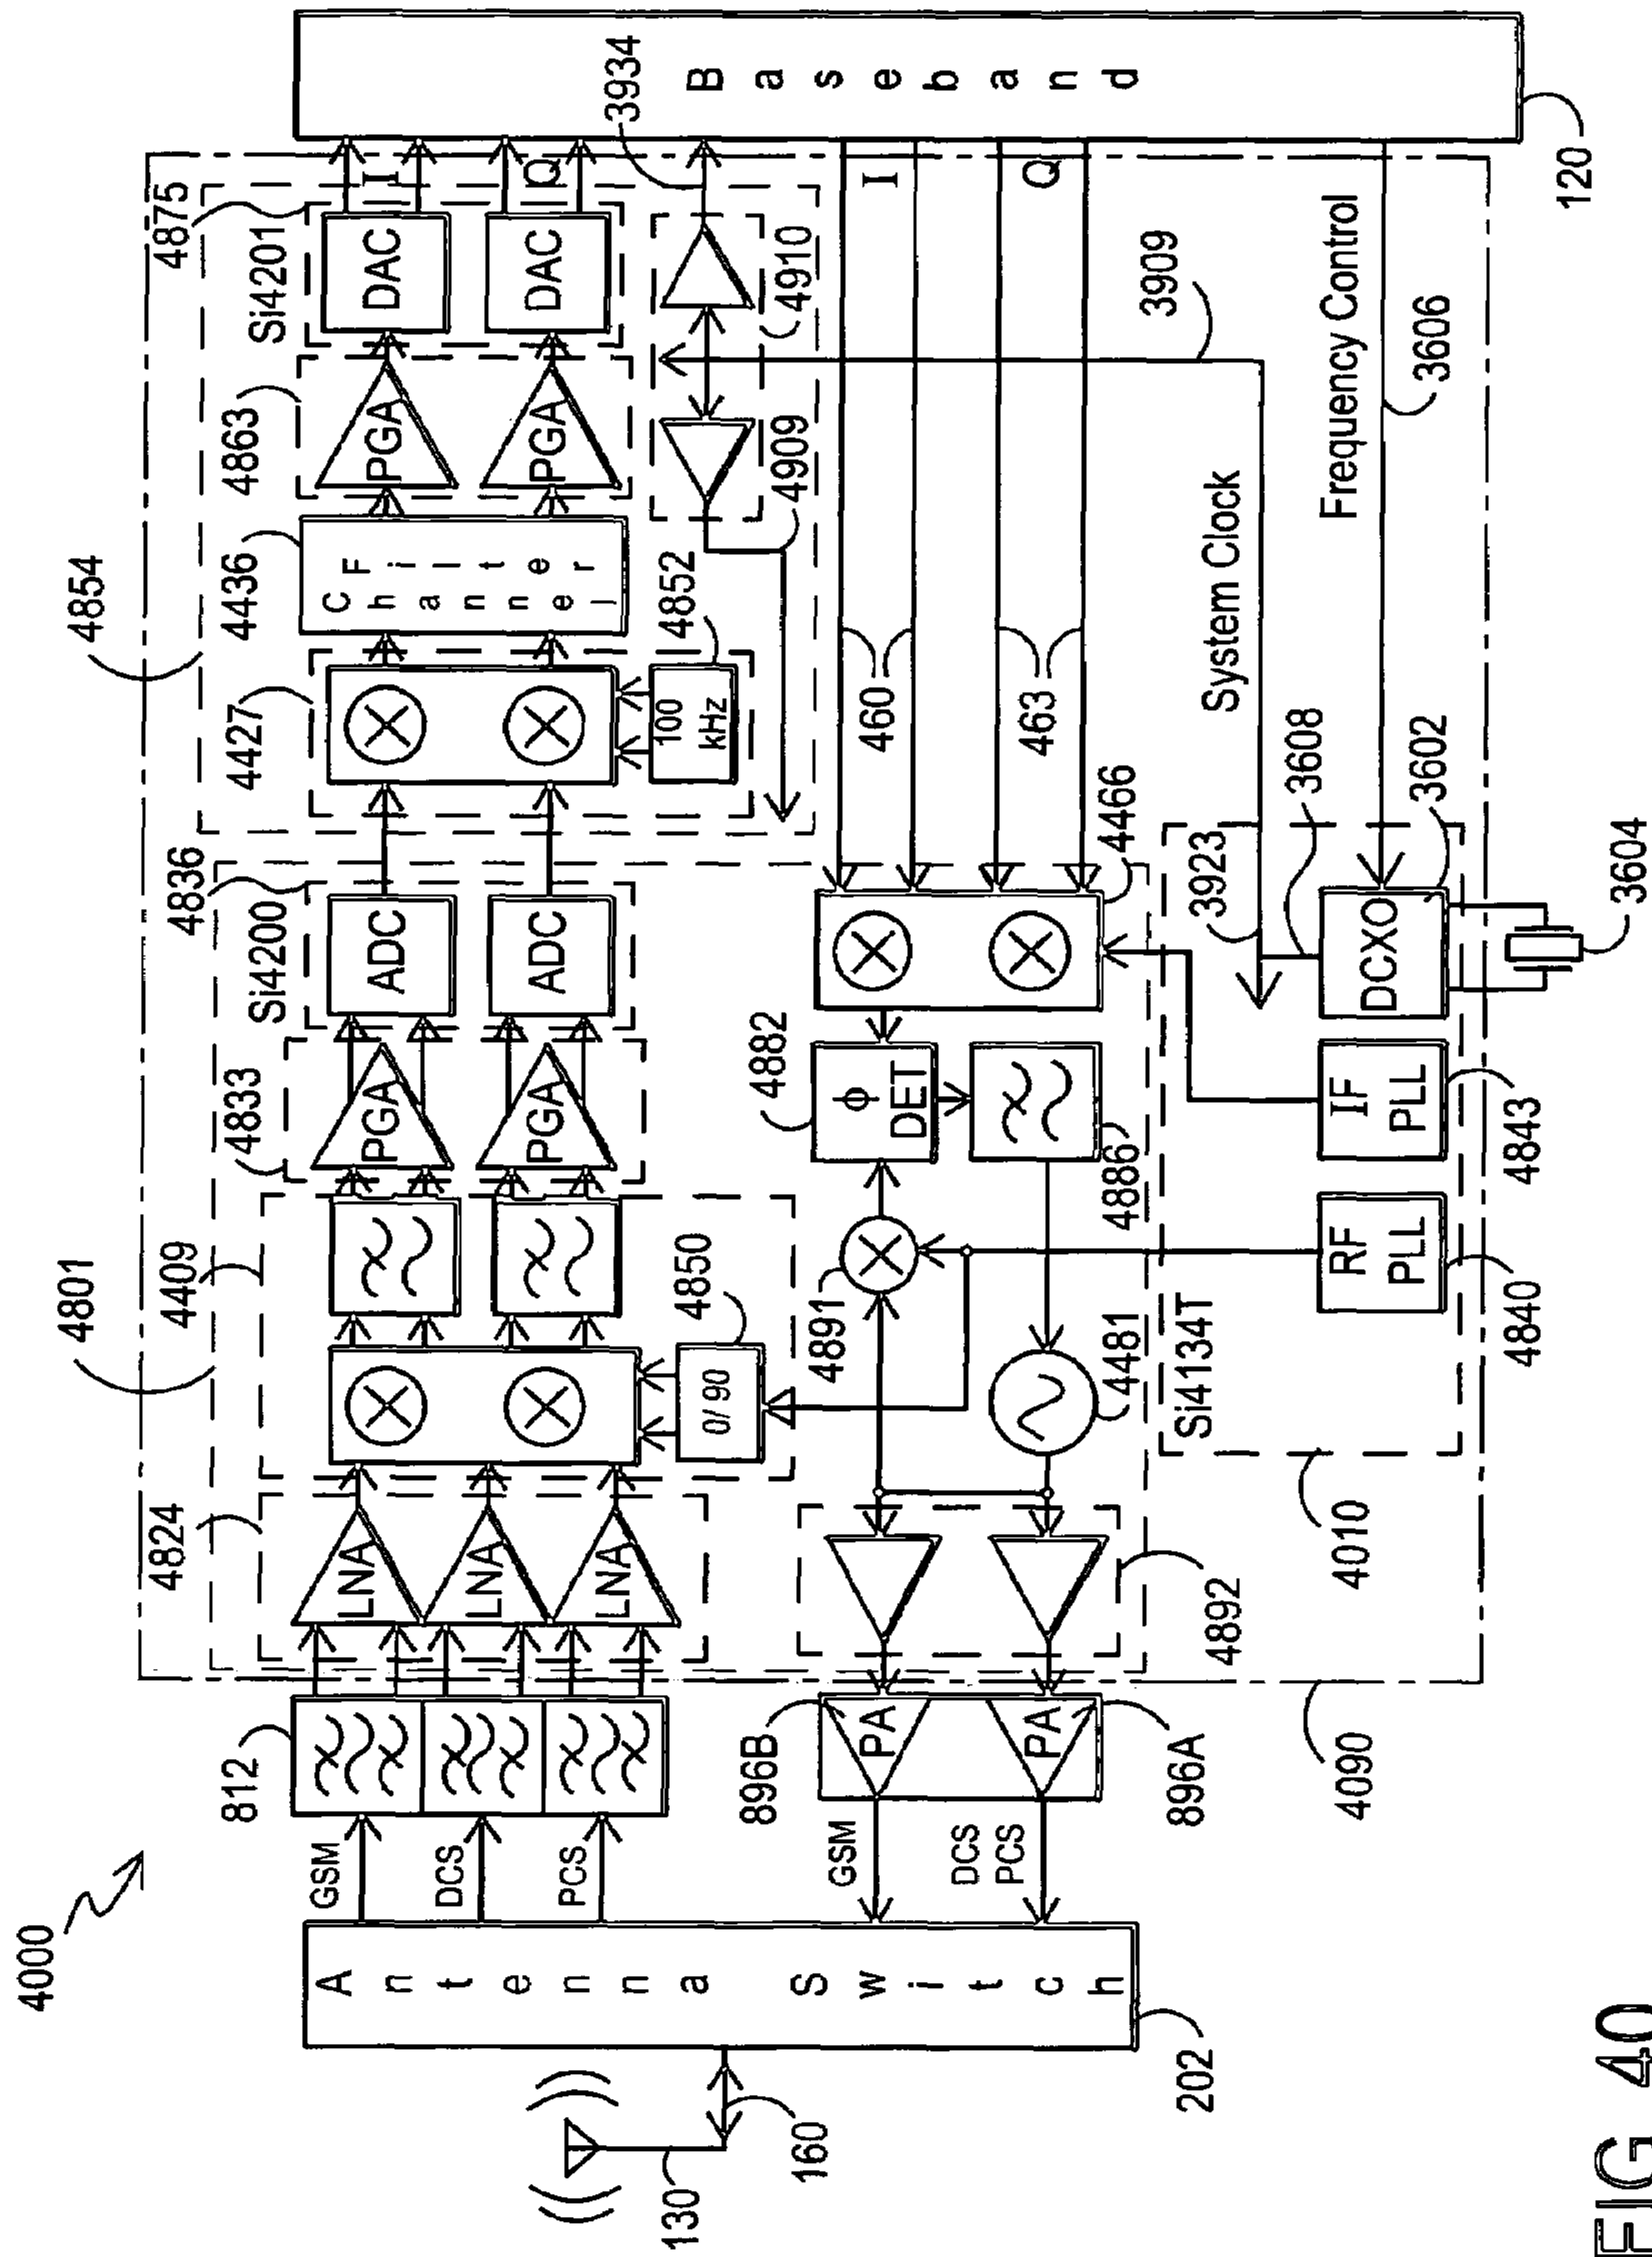 4000
4801
4854
4824
4409
4833
4836
4427
4436
4863
4875
Si4200
Si4201
812
GSM
DCS
PCS
LNA
LNA
LNA
PGA
PGA
ADC
ADC
Channel
Filter
PGA
PGA
DAC
DAC
I
Q
Baseband
0/90
4850
100
kHz
4852
4909
4910
3934
Antenna Switch
130
160
202
896B
896A
PA
PA
GSM
DCS
PCS
4891
4882
ϕ
DET
4886
4481
4892
4466
460
463
I
Q
Si4134T
4010
4090
RF
PLL
4840
IF
PLL
4843
DCXO
3602
3604
3608
3923
System Clock
3909
Frequency Control
3606
120
FIG 40